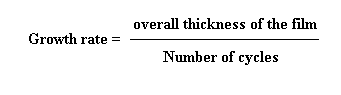 overall thickness of the film
Growth rate =
Number of cycles